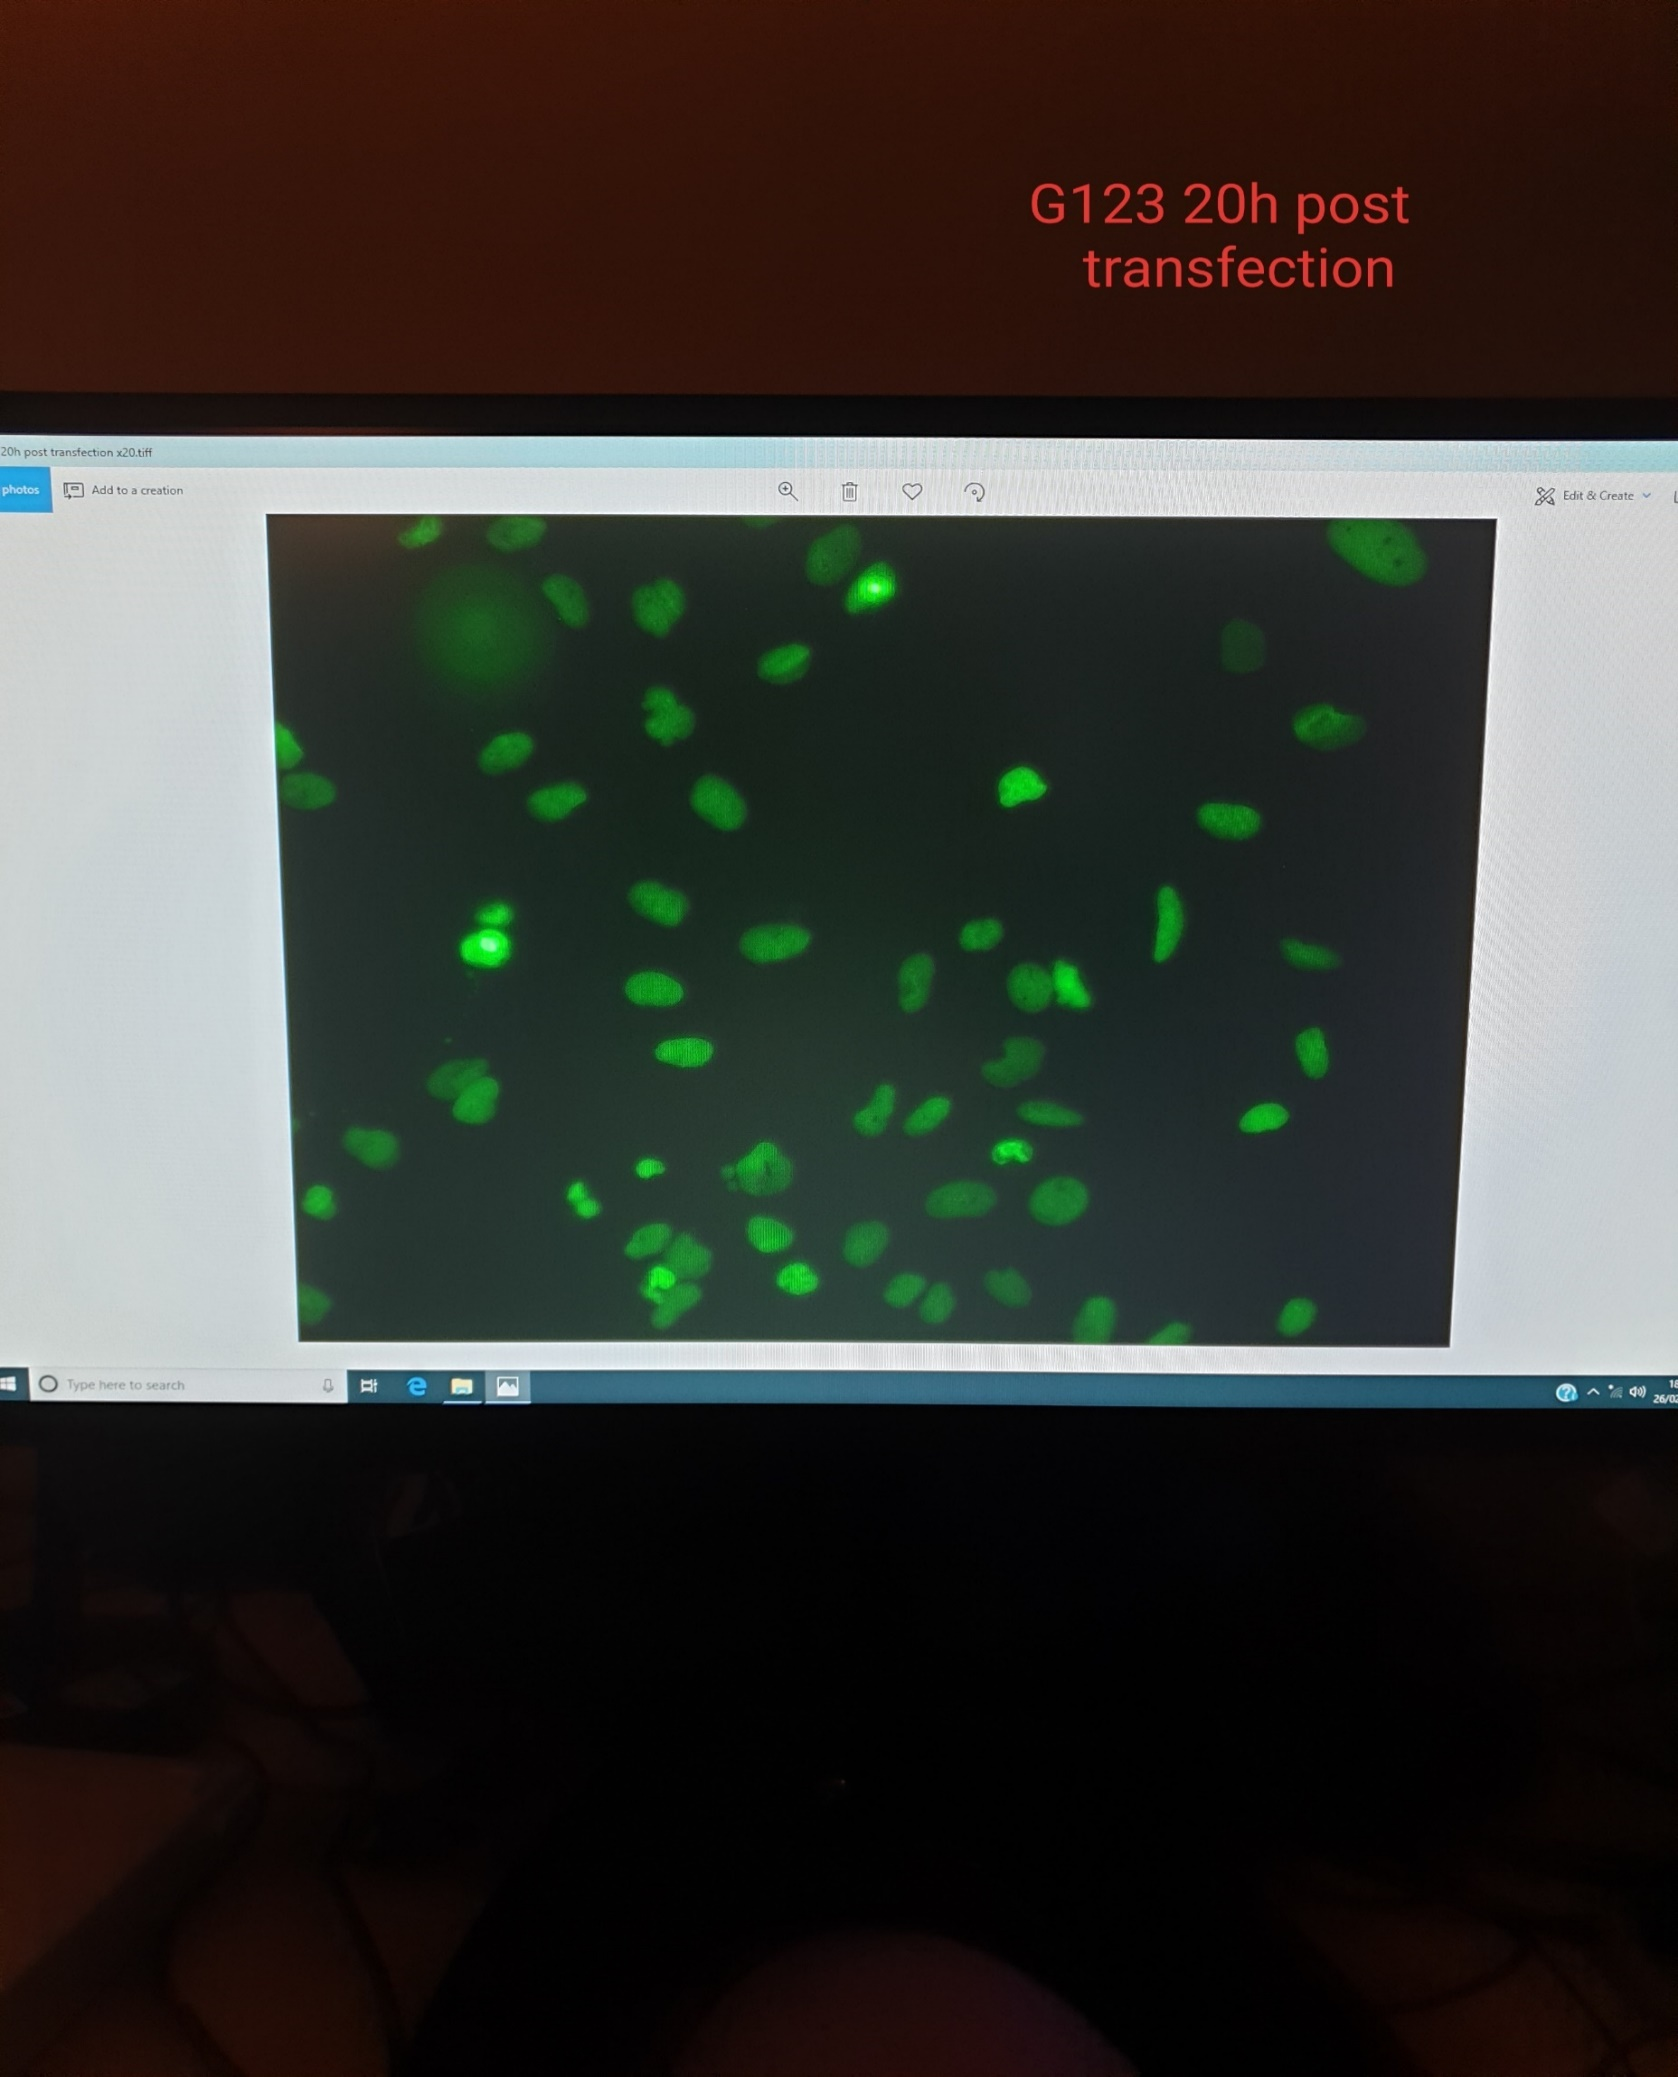 G123 20h post
transfection
20h post transfection x20.tiff
photos
Add to a creation
Edit & Create
Type here to search